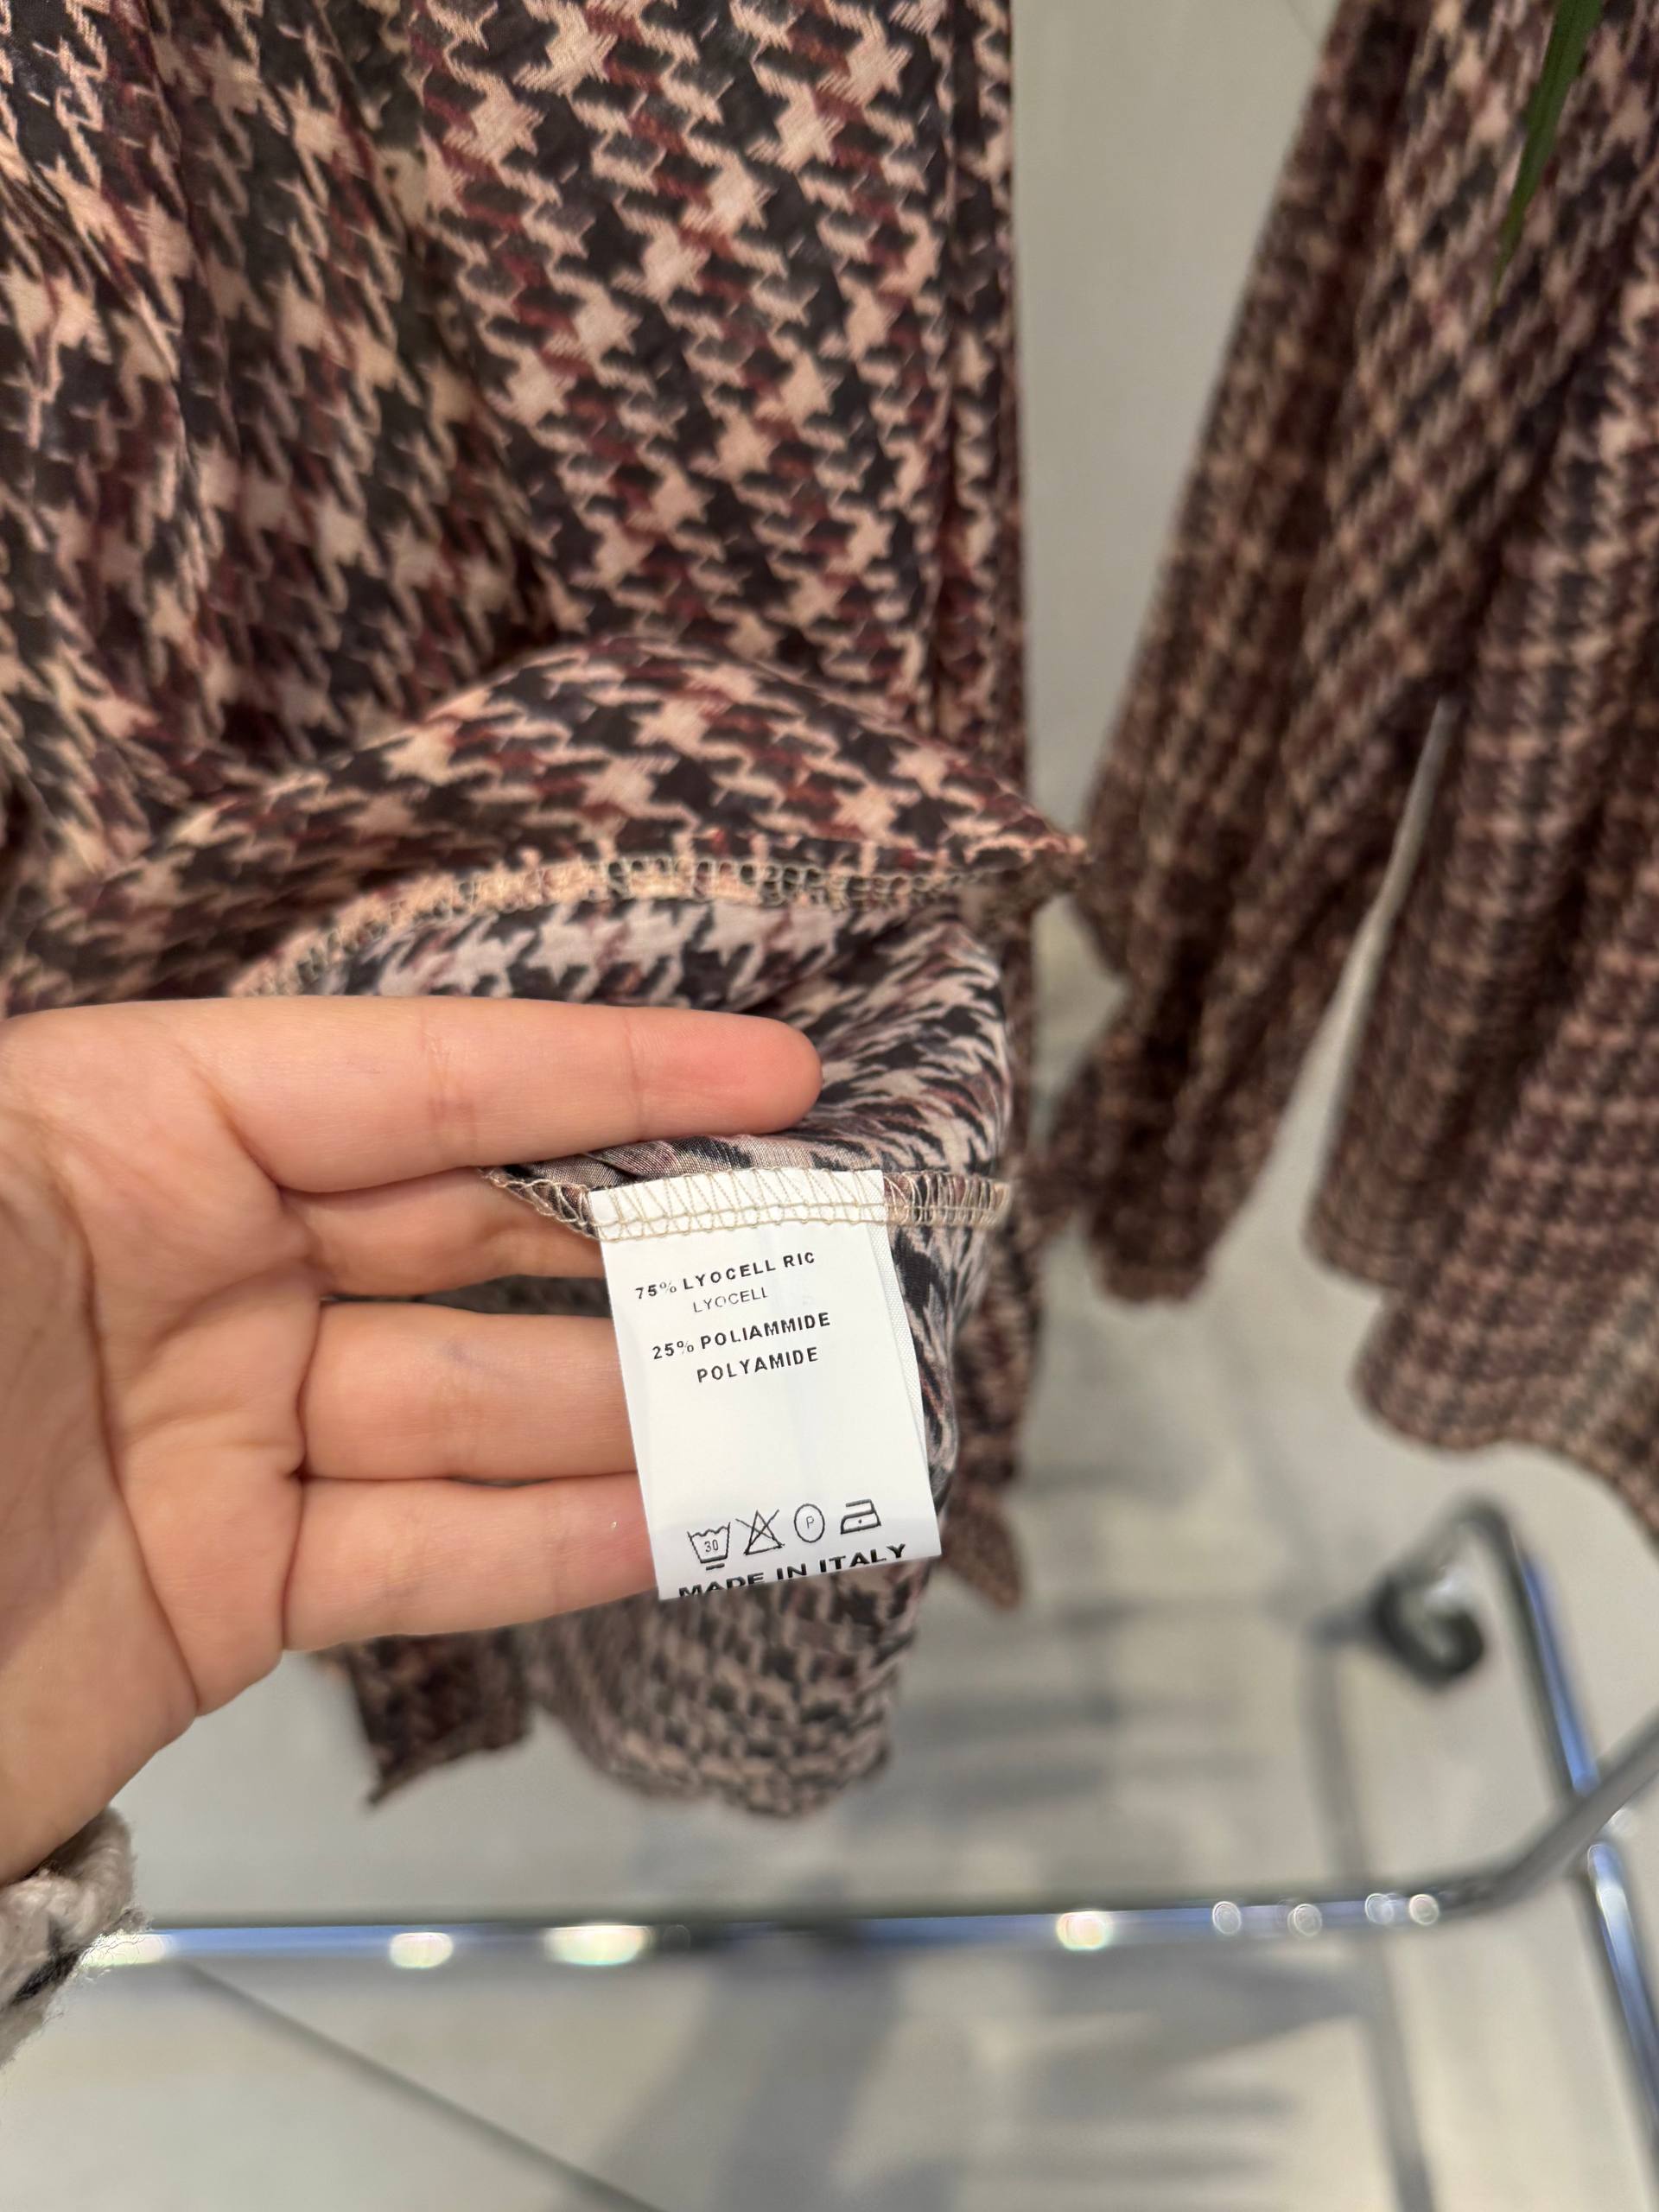 75% LYOCELL RIC
LYOCELL
25% POLIAMMIDE
POLYAMIDE
30 P
MADE IN ITALY